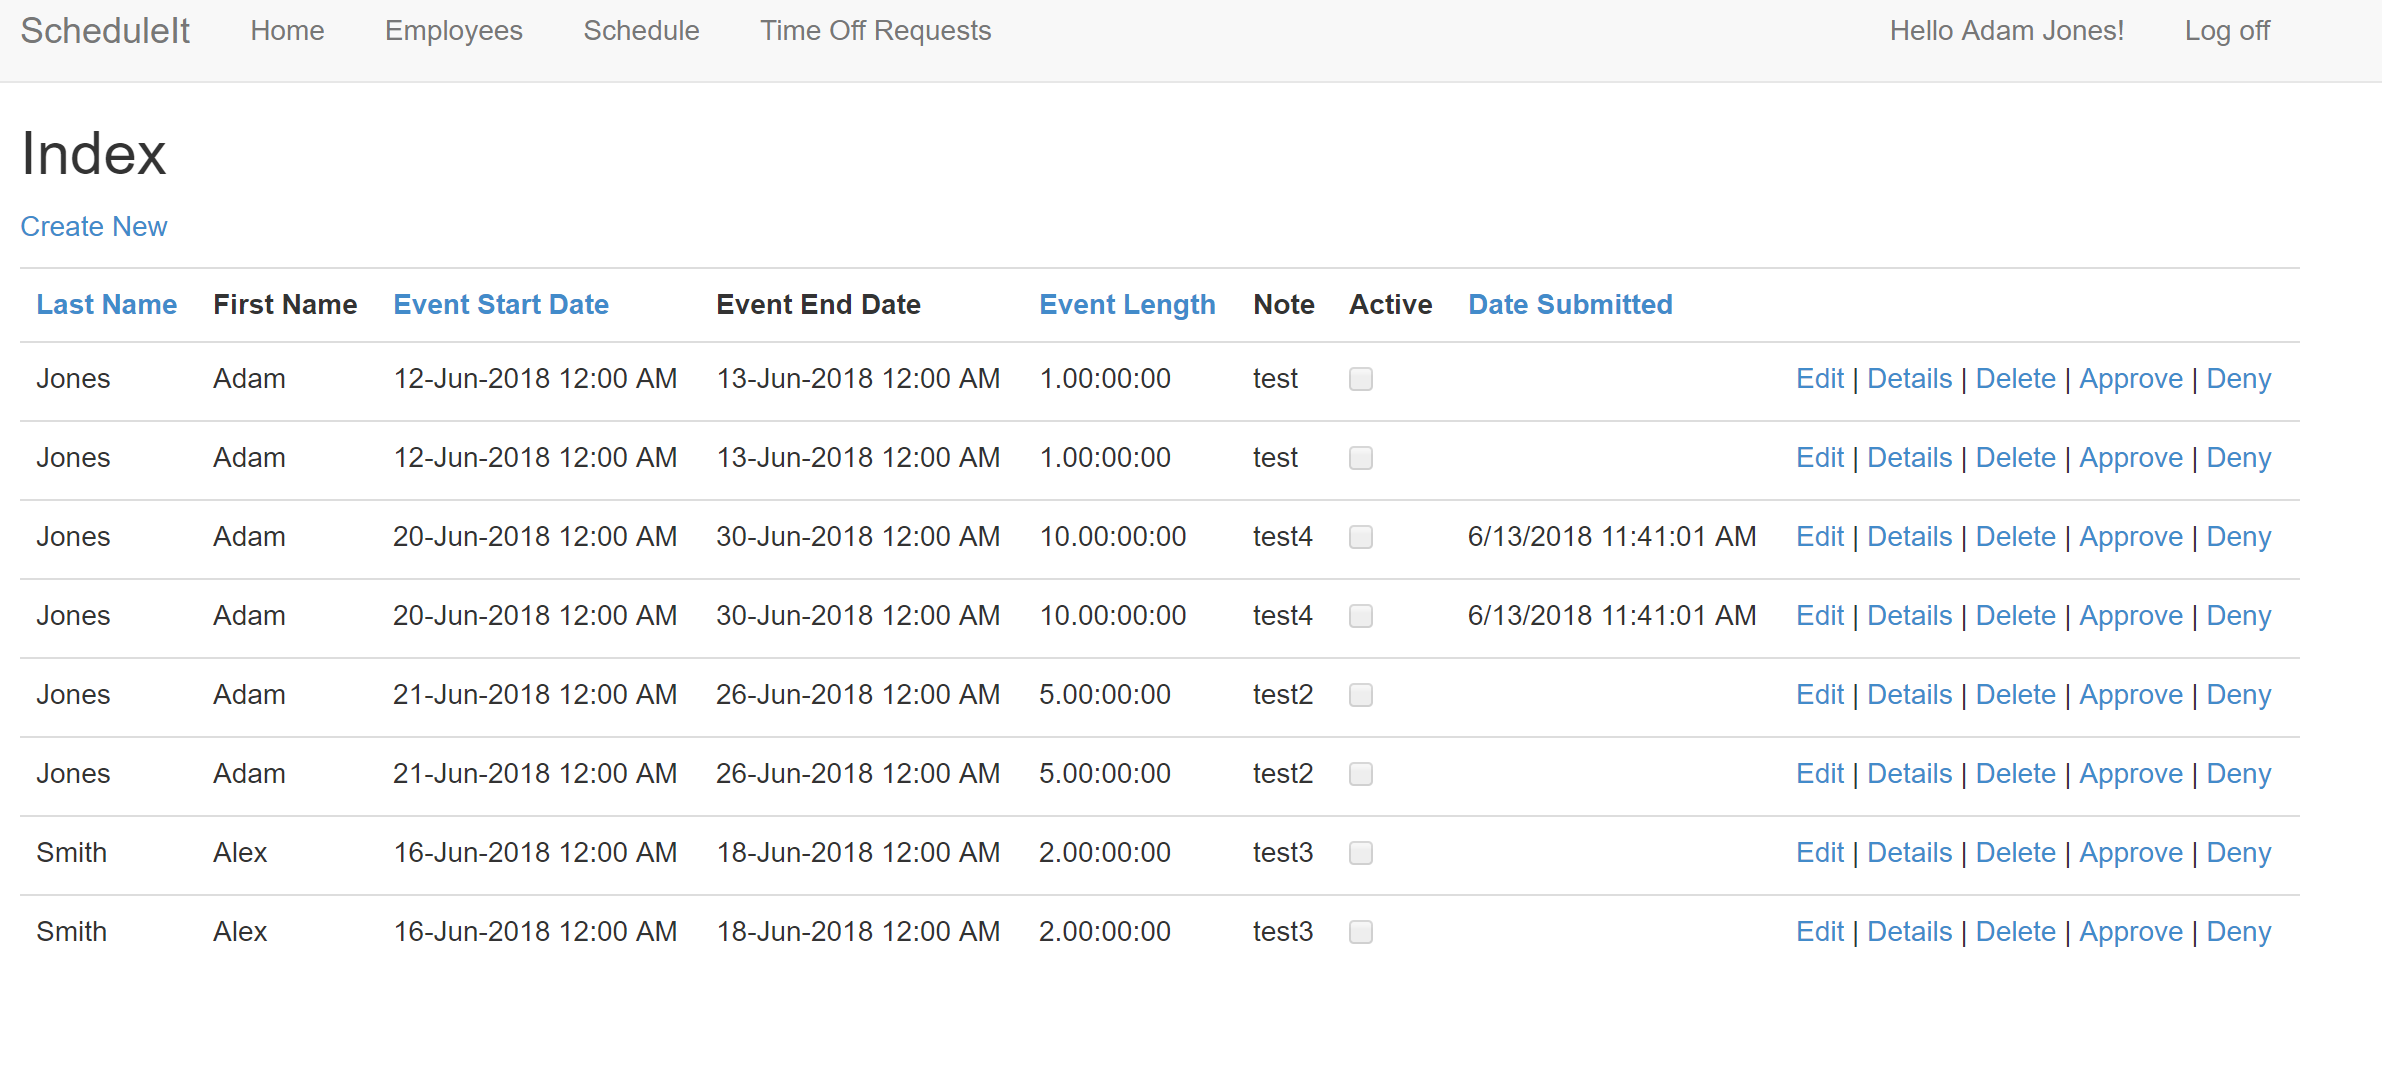 ScheduleIt Home Employees Schedule Time Off Requests Hello Adam Jones! Log off
Index
Create New
Last Name First Name Event Start Date Event End Date Event Length Note Active Date Submitted
Jones Adam 12-Jun-2018 12:00 AM 13-Jun-2018 12:00 AM 1.00:00:00 test Edit | Details | Delete | Approve | Deny
Jones Adam 12-Jun-2018 12:00 AM 13-Jun-2018 12:00 AM 1.00:00:00 test Edit | Details | Delete | Approve | Deny
Jones Adam 20-Jun-2018 12:00 AM 30-Jun-2018 12:00 AM 10.00:00:00 test4 6/13/2018 11:41:01 AM Edit | Details | Delete | Approve | Deny
Jones Adam 20-Jun-2018 12:00 AM 30-Jun-2018 12:00 AM 10.00:00:00 test4 6/13/2018 11:41:01 AM Edit | Details | Delete | Approve | Deny
Jones Adam 21-Jun-2018 12:00 AM 26-Jun-2018 12:00 AM 5.00:00:00 test2 Edit | Details | Delete | Approve | Deny
Jones Adam 21-Jun-2018 12:00 AM 26-Jun-2018 12:00 AM 5.00:00:00 test2 Edit | Details | Delete | Approve | Deny
Smith Alex 16-Jun-2018 12:00 AM 18-Jun-2018 12:00 AM 2.00:00:00 test3 Edit | Details | Delete | Approve | Deny
Smith Alex 16-Jun-2018 12:00 AM 18-Jun-2018 12:00 AM 2.00:00:00 test3 Edit | Details | Delete | Approve | Deny